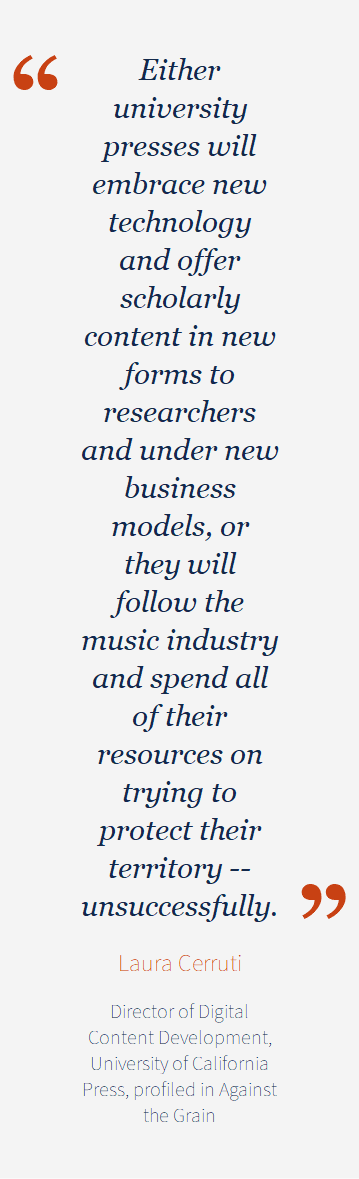 “ Either
university
presses will
embrace new
technology
and offer
scholarly
content in new
forms to
researchers
and under new
business
models, or
they will
follow the
music industry
and spend all
of their
resources on
trying to
protect their
territory --
unsuccessfully. ”
Laura Cerruti
Director of Digital
Content Development,
University of California
Press, profiled in Against
the Grain